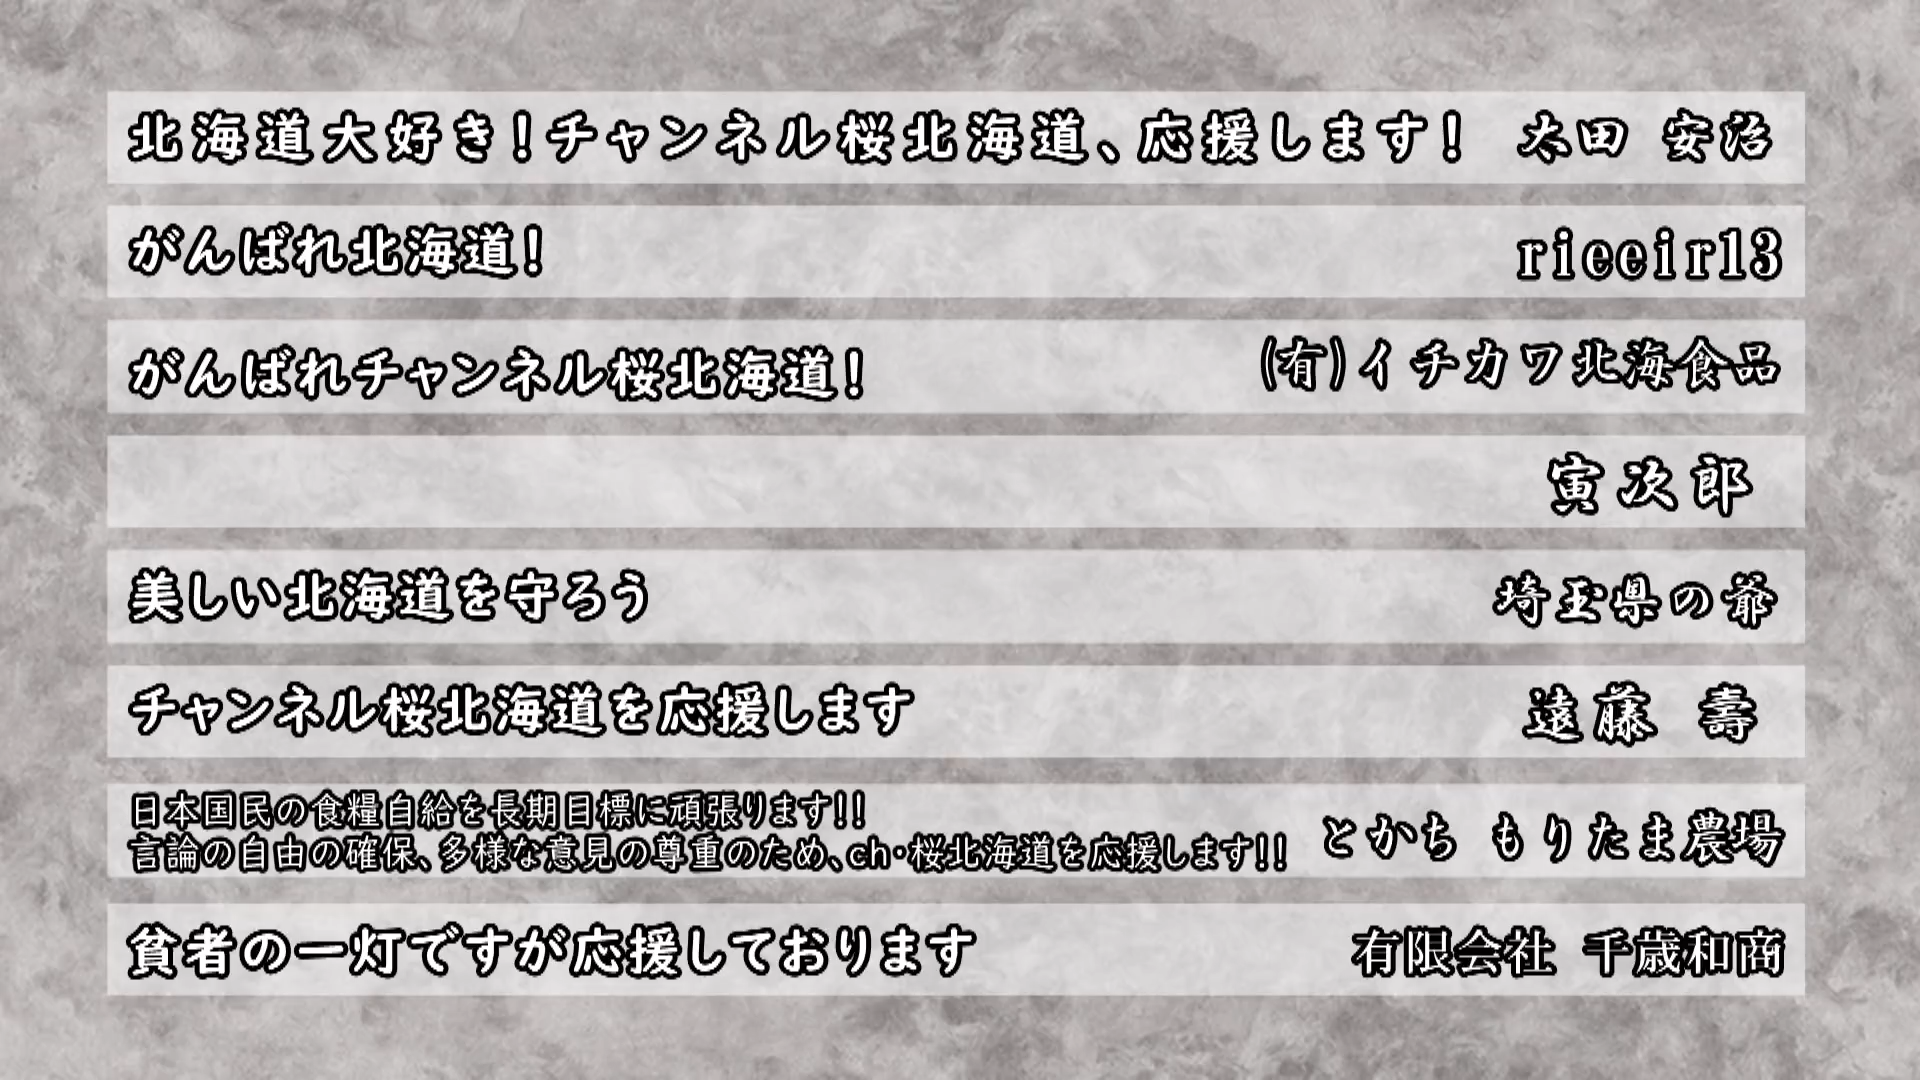 北海道大好き！チャンネル桜北海道、応援します！ 太田 安治
がんばれ北海道！ rieeir13
がんばれチャンネル桜北海道！ (有)イチカワ北海食品
寅次郎
美しい北海道を守ろう 埼玉県の爺
チャンネル桜北海道を応援します 遠藤 壽
日本国民の食糧自給を長期目標に頑張ります！！
言論の自由の確保、多様な意見の尊重のため、ch・桜北海道を応援します！！ とかち もりたま農場
貧者の一灯ですが応援しております 有限会社 千歳和商